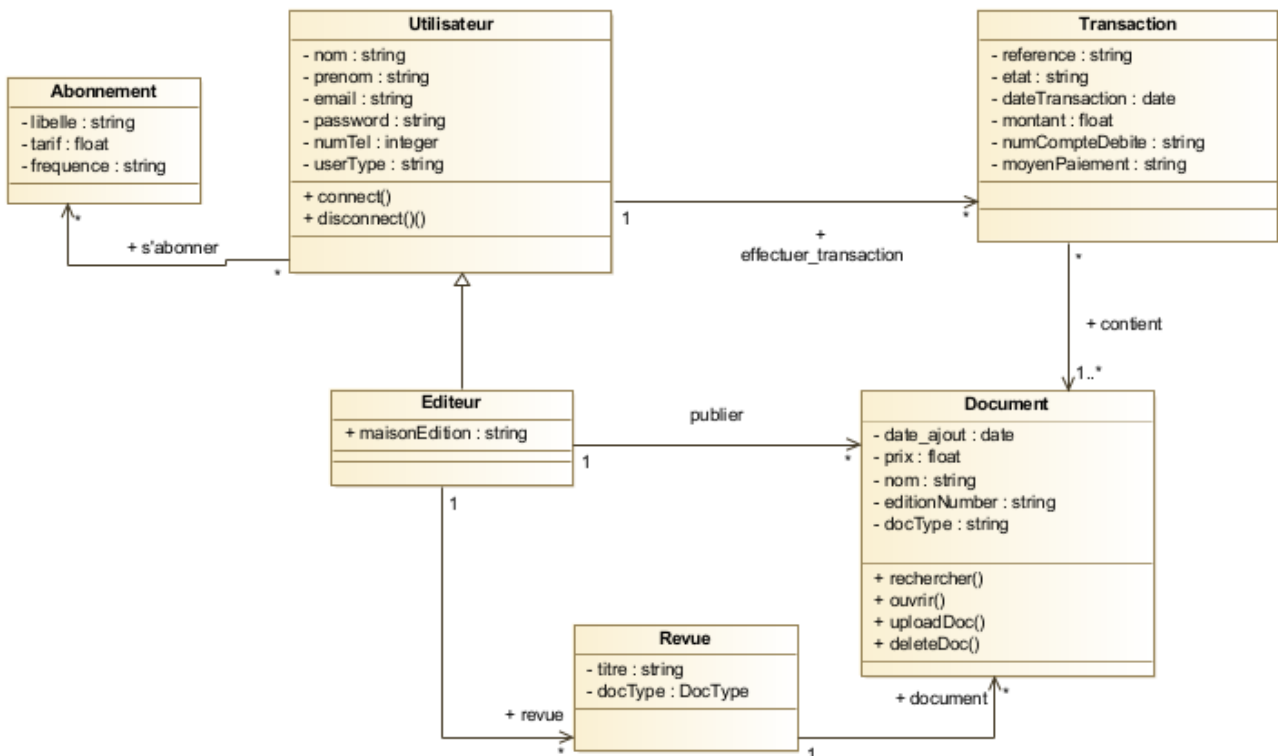 Utilisateur
- nom : string
- prenom : string
- email : string
- password : string
- numTel : integer
- userType : string
+ connect()
+ disconnect()()
Transaction
- reference : string
- etat : string
- dateTransaction : date
- montant : float
- numCompteDebite : string
- moyenPaiement : string
Abonnement
- libelle : string
- tarif : float
- frequence : string
*
+ s'abonner
*
1
*
+
effectuer_transaction
*
+ contient
1..*
Editeur
+ maisonEdition : string
publier
1
*
1
Document
- date_ajout : date
- prix : float
- nom : string
- editionNumber : string
- docType : string
+ rechercher()
+ ouvrir()
+ uploadDoc()
+ deleteDoc()
Revue
- titre : string
- docType : DocType
+ revue
*
1
+ document
*